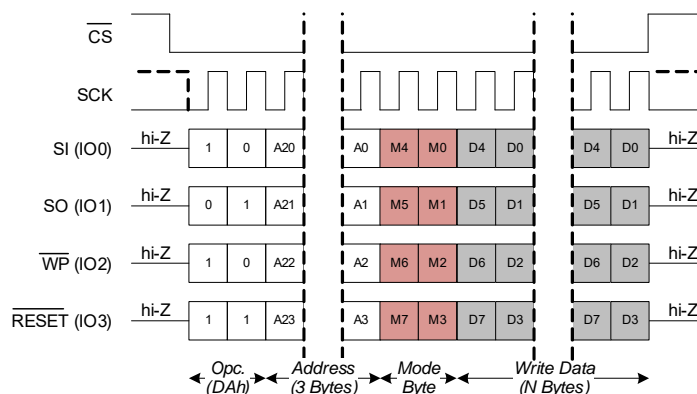 CS
SCK
SI (IO0) hi-Z 1 0 A20 A0 M4 M0 D4 D0 D4 D0 hi-Z
SO (IO1) hi-Z 0 1 A21 A1 M5 M1 D5 D1 D5 D1 hi-Z
WP (IO2) hi-Z 1 0 A22 A2 M6 M2 D6 D2 D6 D2 hi-Z
RESET (IO3) hi-Z 1 1 A23 A3 M7 M3 D7 D3 D7 D3 hi-Z
Opc. Address Mode Write Data
(DAh) (3 Bytes) Byte (N Bytes)